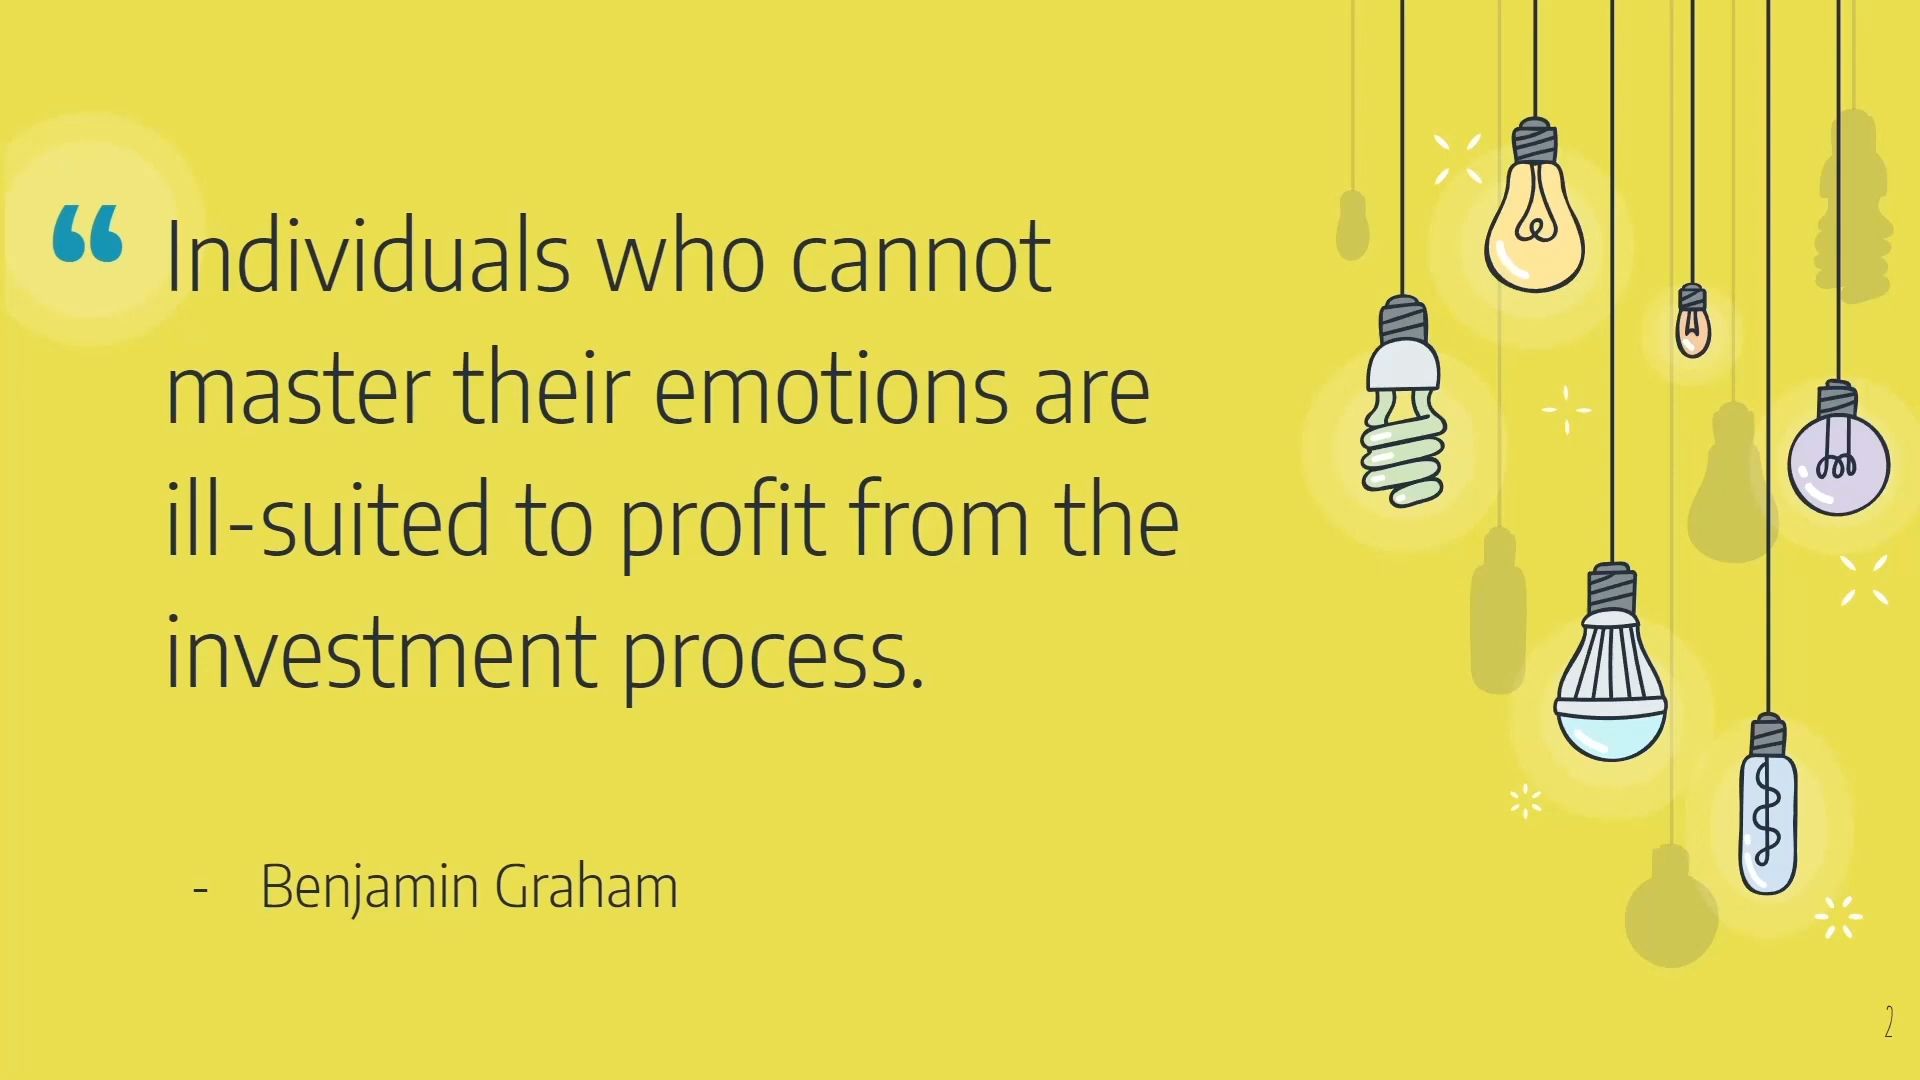 “ Individuals who cannot
master their emotions are
ill-suited to profit from the
investment process.
- Benjamin Graham
2